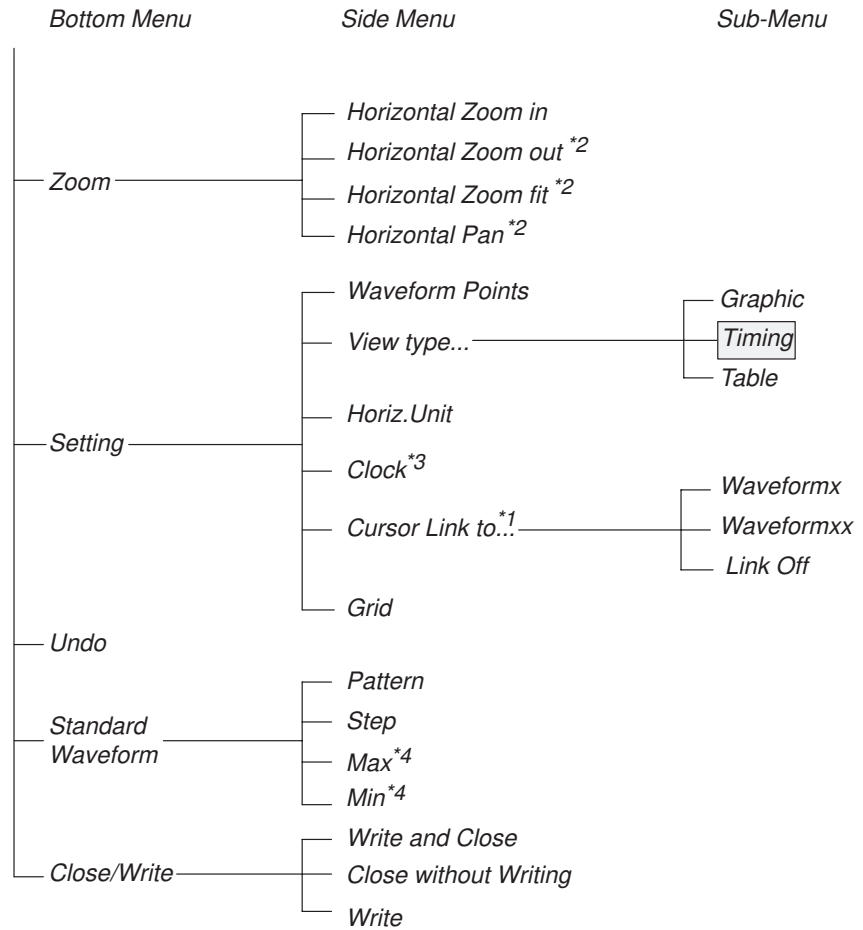 Bottom Menu
Side Menu
Sub-Menu
Zoom
Horizontal Zoom in
Horizontal Zoom out *2
Horizontal Zoom fit *2
Horizontal Pan *2
Setting
Waveform Points
View type...
Graphic
Timing
Table
Horiz.Unit
Clock*3
Cursor Link to...*1
Waveformx
Waveformxx
Link Off
Grid
Undo
Standard
Waveform
Pattern
Step
Max*4
Min*4
Close/Write
Write and Close
Close without Writing
Write